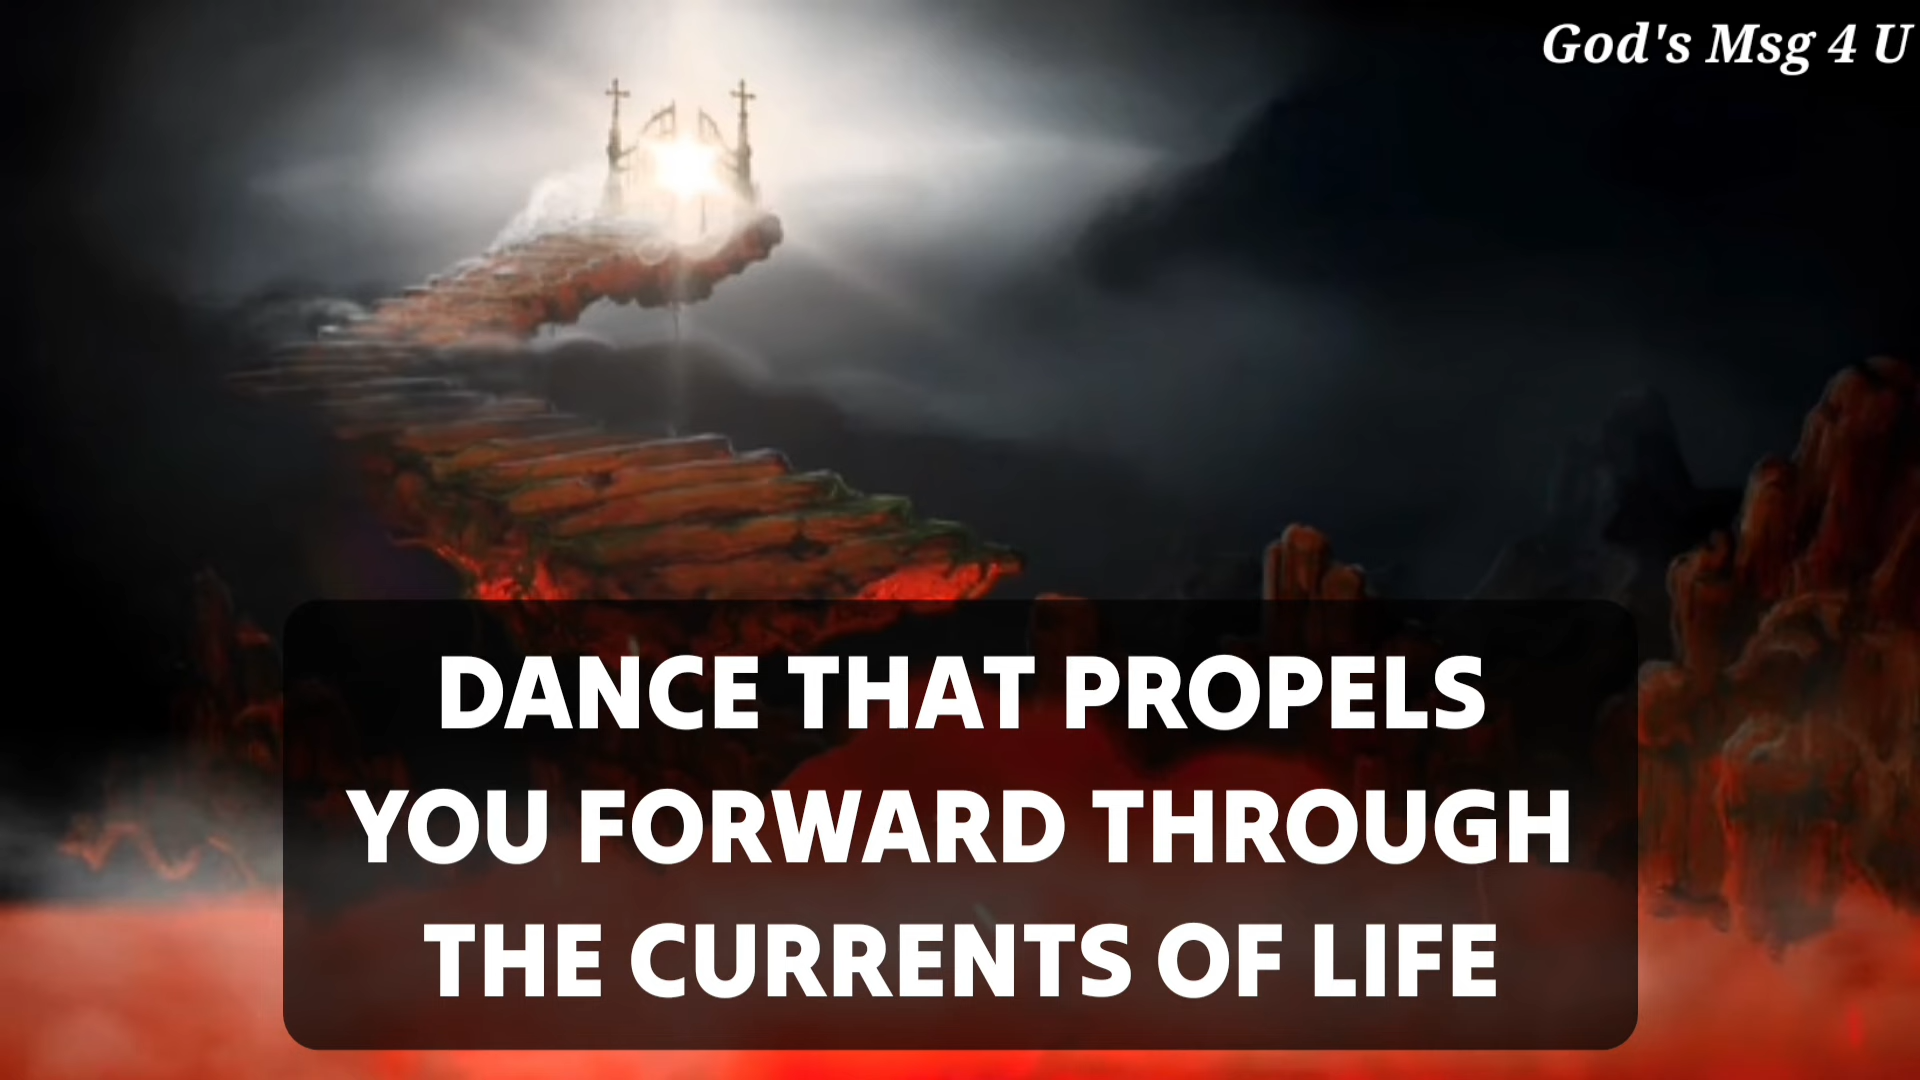 God's Msg 4 U
DANCE THAT PROPELS
YOU FORWARD THROUGH
THE CURRENTS OF LIFE